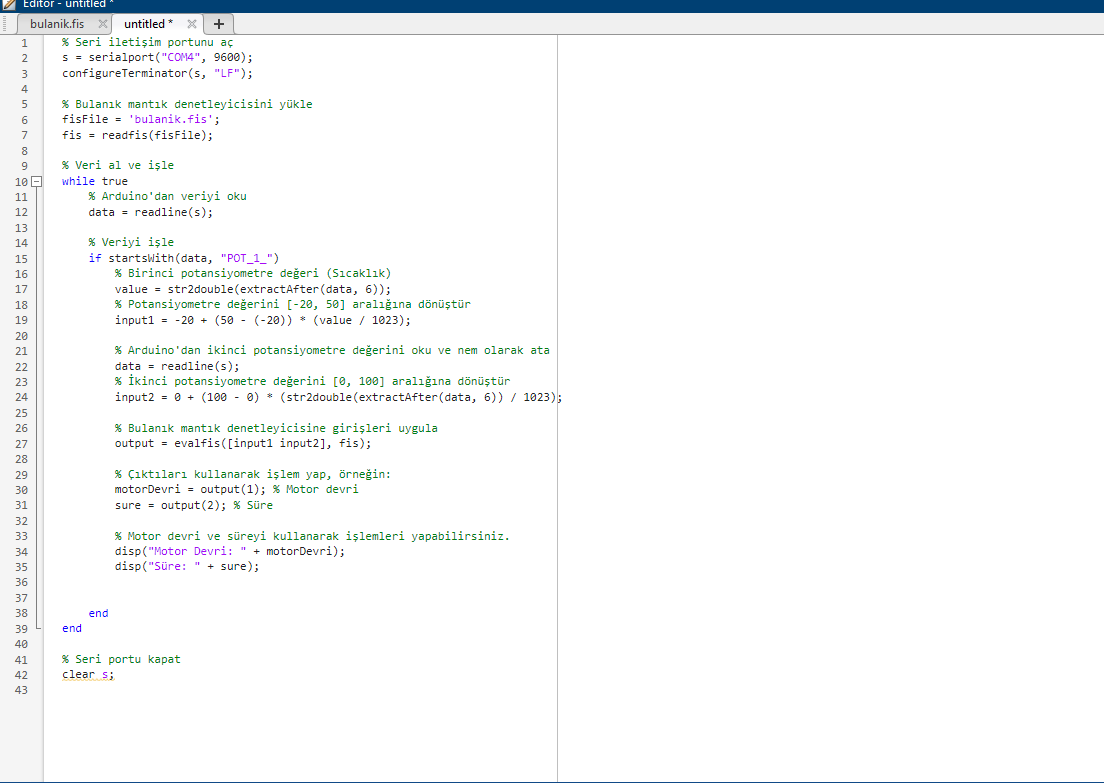 Editor - untitled *
bulanik.fis × untitled * × +
1 % Seri iletişim portunu aç
2 s = serialport("COM4", 9600);
3 configureTerminator(s, "LF");
4
5 % Bulanık mantık denetleyicisini yükle
6 fisFile = 'bulanik.fis';
7 fis = readfis(fisFile);
8
9 % Veri al ve işle
10 while true
11 % Arduino'dan veriyi oku
12 data = readline(s);
13
14 % Veriyi işle
15 if startsWith(data, "POT_1_")
16 % Birinci potansiyometre değeri (Sıcaklık)
17 value = str2double(extractAfter(data, 6));
18 % Potansiyometre değerini [-20, 50] aralığına dönüştür
19 input1 = -20 + (50 - (-20)) * (value / 1023);
20
21 % Arduino'dan ikinci potansiyometre değerini oku ve nem olarak ata
22 data = readline(s);
23 % İkinci potansiyometre değerini [0, 100] aralığına dönüştür
24 input2 = 0 + (100 - 0) * (str2double(extractAfter(data, 6)) / 1023);
25
26 % Bulanık mantık denetleyicisine girişleri uygula
27 output = evalfis([input1 input2], fis);
28
29 % Çıktıları kullanarak işlem yap, örneğin:
30 motorDevri = output(1); % Motor devri
31 sure = output(2); % Süre
32
33 % Motor devri ve süreyi kullanarak işlemleri yapabilirsiniz.
34 disp("Motor Devri: " + motorDevri);
35 disp("Süre: " + sure);
36
37
38 end
39 end
40
41 % Seri portu kapat
42 clear s;
43